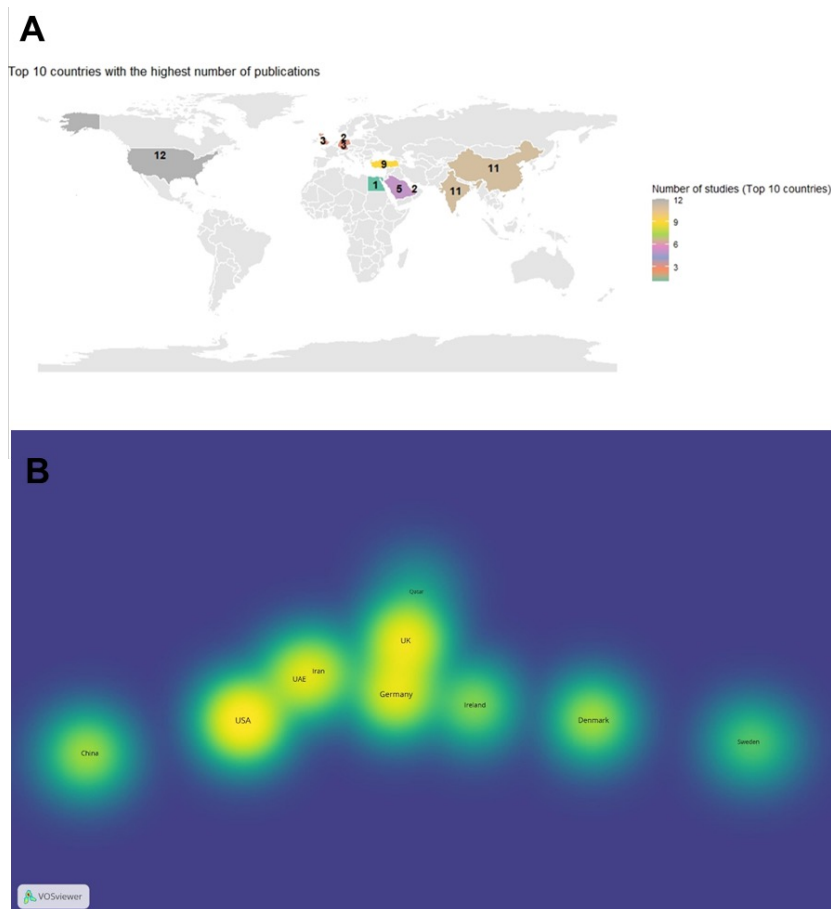 A
Top 10 countries with the highest number of publications
12
3
2
3
9
1
5
2
11
11
Number of studies (Top 10 countries)
12
9
6
3
B
Qatar
UK
Iran
UAE
Germany
USA
Ireland
Denmark
Sweden
China
VOSviewer